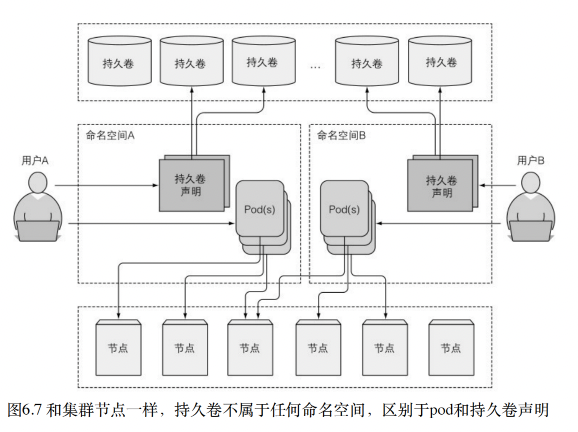 持久卷 持久卷 持久卷 ... 持久卷 持久卷
命名空间A 命名空间B
用户A 用户B
持久卷
声明
持久卷
声明
Pod(s) Pod(s)
节点 节点 节点 节点 节点 节点
图6.7 和集群节点一样，持久卷不属于任何命名空间，区别于pod和持久卷声明